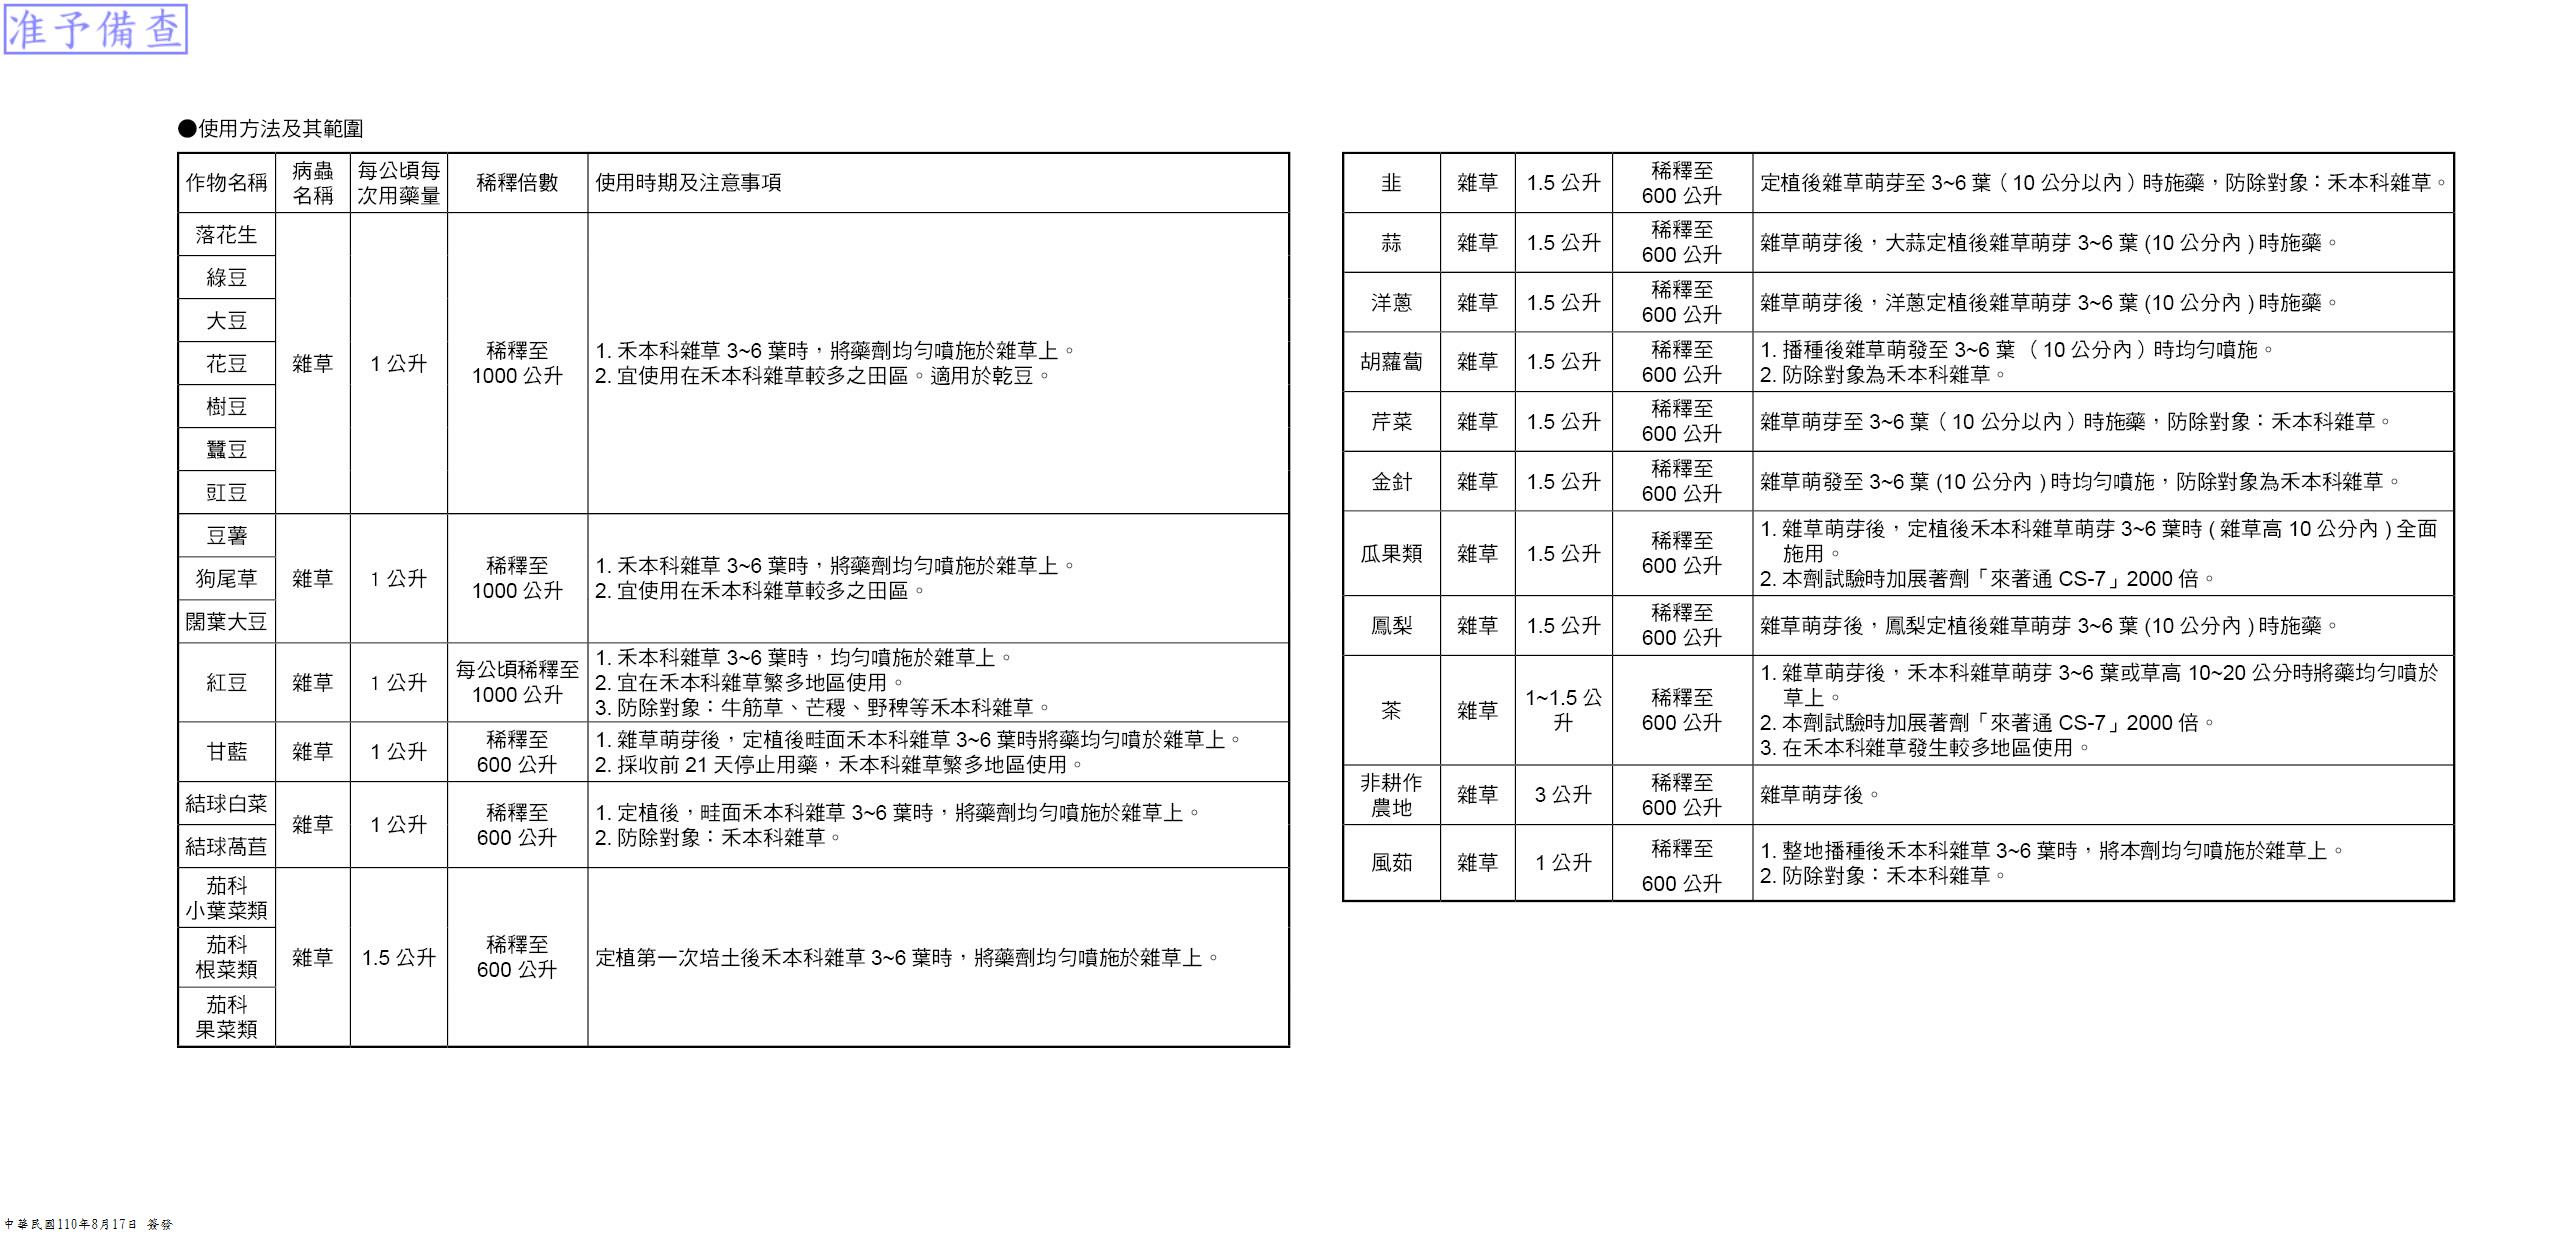 准予備查
●使用方法及其範圍
作物名稱
病蟲
名稱
每公頃每
次用藥量
稀釋倍數
使用時期及注意事項
落花生
綠豆
大豆
花豆
樹豆
蠶豆
豇豆
雜草
1 公升
稀釋至
1000 公升
1. 禾本科雜草 3~6 葉時，將藥劑均勻噴施於雜草上。
2. 宜使用在禾本科雜草較多之田區。適用於乾豆。
豆薯
狗尾草
闊葉大豆
雜草
1 公升
稀釋至
1000 公升
1. 禾本科雜草 3~6 葉時，將藥劑均勻噴施於雜草上。
2. 宜使用在禾本科雜草較多之田區。
紅豆
雜草
1 公升
每公頃稀釋至
1000 公升
1. 禾本科雜草 3~6 葉時，均勻噴施於雜草上。
2. 宜在禾本科雜草繁多地區使用。
3. 防除對象：牛筋草、芒稷、野稗等禾本科雜草。
甘藍
雜草
1 公升
稀釋至
600 公升
1. 雜草萌芽後，定植後畦面禾本科雜草 3~6 葉時將藥均勻噴於雜草上。
2. 採收前 21 天停止用藥，禾本科雜草繁多地區使用。
結球白菜
結球萵苣
雜草
1 公升
稀釋至
600 公升
1. 定植後，畦面禾本科雜草 3~6 葉時，將藥劑均勻噴施於雜草上。
2. 防除對象：禾本科雜草。
茄科
小葉菜類
茄科
根菜類
茄科
果菜類
雜草
1.5 公升
稀釋至
600 公升
定植第一次培土後禾本科雜草 3~6 葉時，將藥劑均勻噴施於雜草上。
韭
雜草
1.5 公升
稀釋至
600 公升
定植後雜草萌芽至 3~6 葉（10 公分以內）時施藥，防除對象：禾本科雜草。
蒜
雜草
1.5 公升
稀釋至
600 公升
雜草萌芽後，大蒜定植後雜草萌芽 3~6 葉 (10 公分內 ) 時施藥。
洋蔥
雜草
1.5 公升
稀釋至
600 公升
雜草萌芽後，洋蔥定植後雜草萌芽 3~6 葉 (10 公分內 ) 時施藥。
胡蘿蔔
雜草
1.5 公升
稀釋至
600 公升
1. 播種後雜草萌發至 3~6 葉（10 公分內）時均勻噴施。
2. 防除對象為禾本科雜草。
芹菜
雜草
1.5 公升
稀釋至
600 公升
雜草萌芽至 3~6 葉（10 公分以內）時施藥，防除對象：禾本科雜草。
金針
雜草
1.5 公升
稀釋至
600 公升
雜草萌發至 3~6 葉 (10 公分內 ) 時均勻噴施，防除對象為禾本科雜草。
瓜果類
雜草
1.5 公升
稀釋至
600 公升
1. 雜草萌芽後，定植後禾本科雜草萌芽 3~6 葉時 ( 雜草高 10 公分內 ) 全面
施用。
2. 本劑試驗時加展著劑「來著通 CS-7」2000 倍。
鳳梨
雜草
1.5 公升
稀釋至
600 公升
雜草萌芽後，鳳梨定植後雜草萌芽 3~6 葉 (10 公分內 ) 時施藥。
茶
雜草
1~1.5 公
升
稀釋至
600 公升
1. 雜草萌芽後，禾本科雜草萌芽 3~6 葉或草高 10~20 公分時將藥均勻噴於
草上。
2. 本劑試驗時加展著劑「來著通 CS-7」2000 倍。
3. 在禾本科雜草發生較多地區使用。
非耕作
農地
雜草
3 公升
稀釋至
600 公升
雜草萌芽後。
風茹
雜草
1 公升
稀釋至
600 公升
1. 整地播種後禾本科雜草 3~6 葉時，將本劑均勻噴施於雜草上。
2. 防除對象：禾本科雜草。
中華民國110年8月17日 簽發